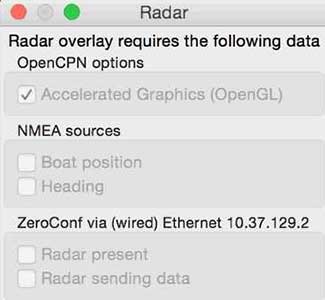 Radar
Radar overlay requires the following data
OpenCPN options
Accelerated Graphics (OpenGL)
NMEA sources
Boat position
Heading
ZeroConf via (wired) Ethernet 10.37.129.2
Radar present
Radar sending data